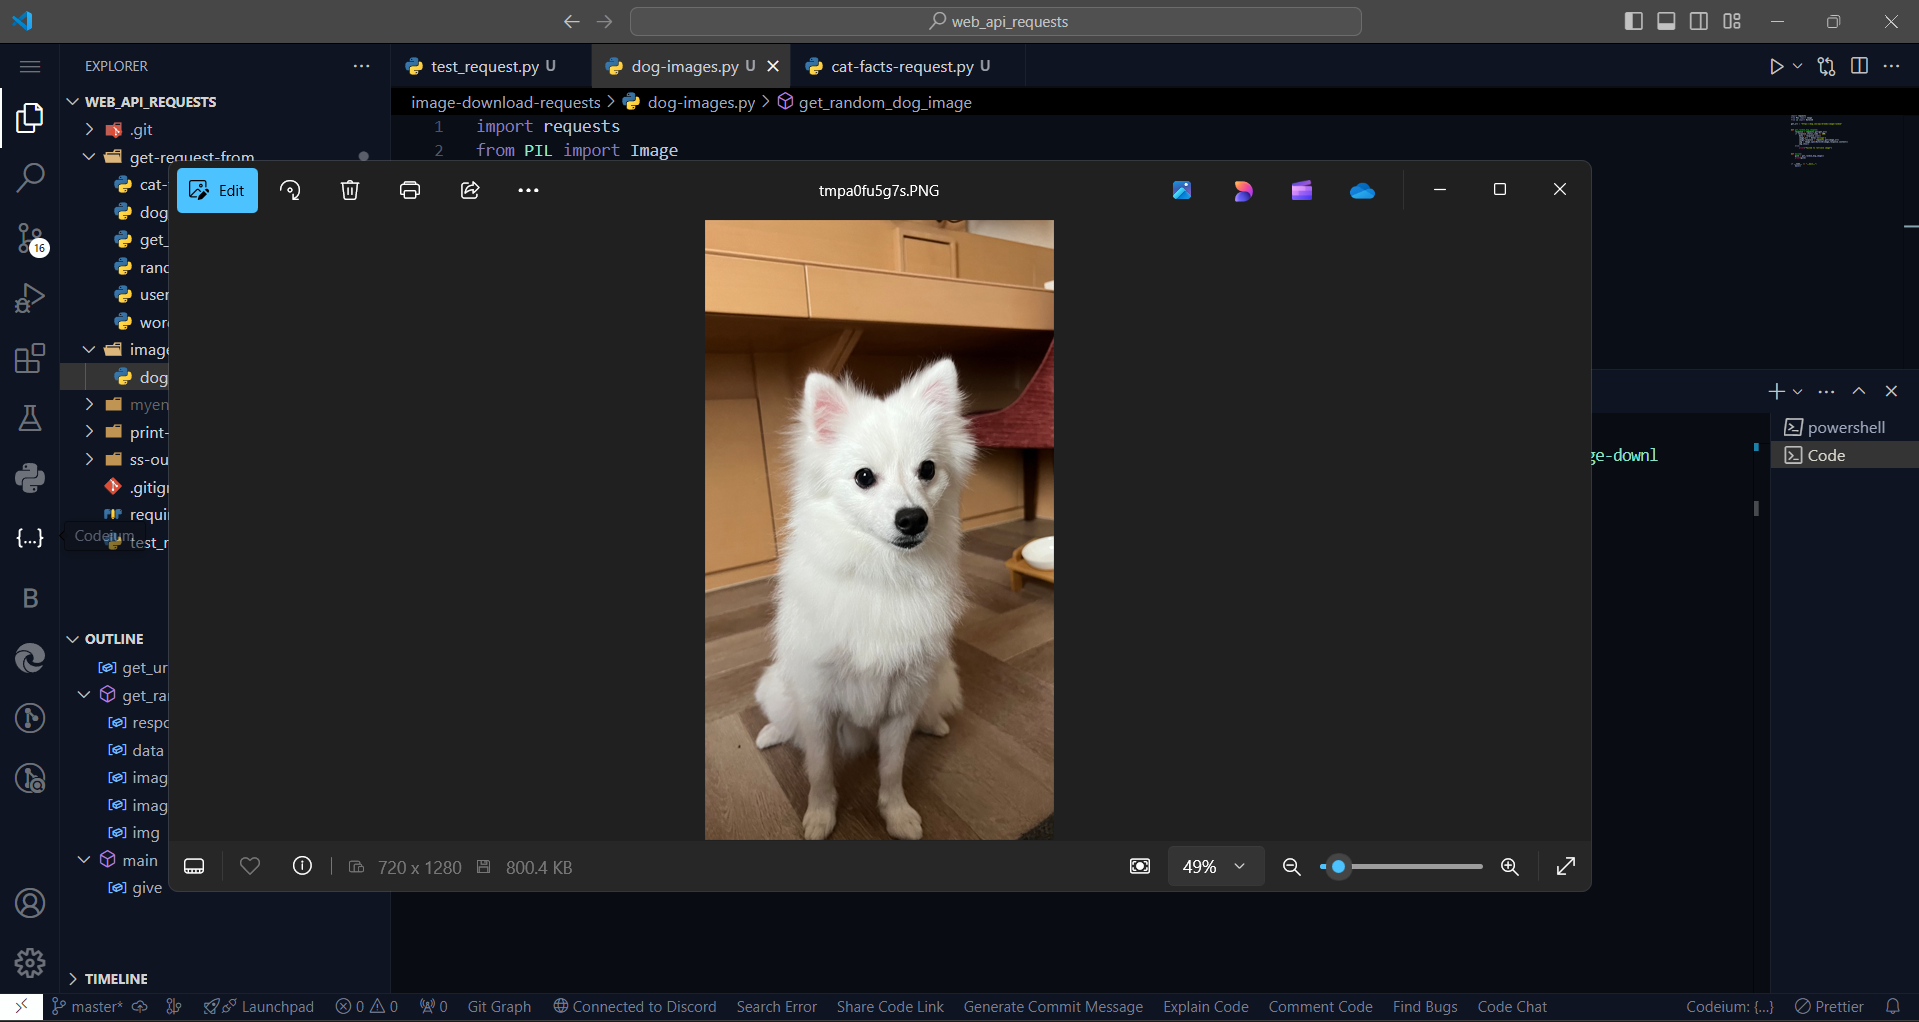 web_api_requests
EXPLORER
test_request.py U
dog-images.py U
cat-facts-request.py U
WEB_API_REQUESTS
image-download-requests > dog-images.py > get_random_dog_image
.git
1 import requests
get-request-from
2 from PIL import Image
cat-
Edit
tmpa0fu5g7s.PNG
dog
get_
16
rand
user
word
image
dog
myen
print-
powershell
ss-ou
ge-downl
Code
.gitign
requir
{...}
Codeium
test_r
B
OUTLINE
get_ur
get_ra
respo
data
imag
imag
img
main
720 x 1280
800.4 KB
49%
give
TIMELINE
master*
Launchpad
0
0
0
Git Graph
Connected to Discord
Search Error
Share Code Link
Generate Commit Message
Explain Code
Comment Code
Find Bugs
Code Chat
Codeium: {...}
Prettier